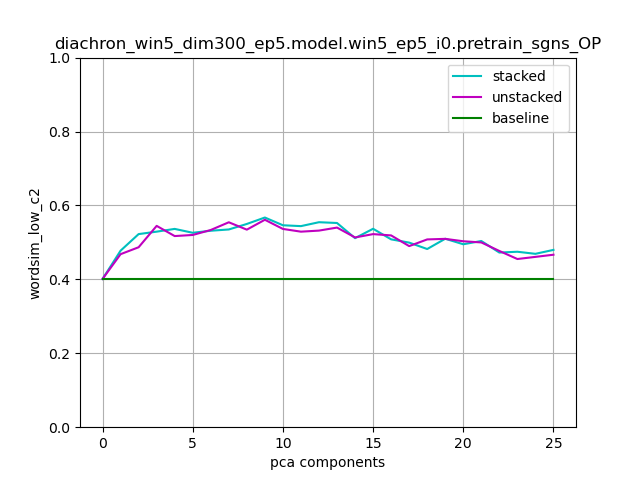 diachron_win5_dim300_ep5.model.win5_ep5_i0.pretrain_sgns_OP
1.0
0.8
0.6
0.4
0.2
0.0
wordsim_low_c2
stacked
unstacked
baseline
0 5 10 15 20 25
pca components